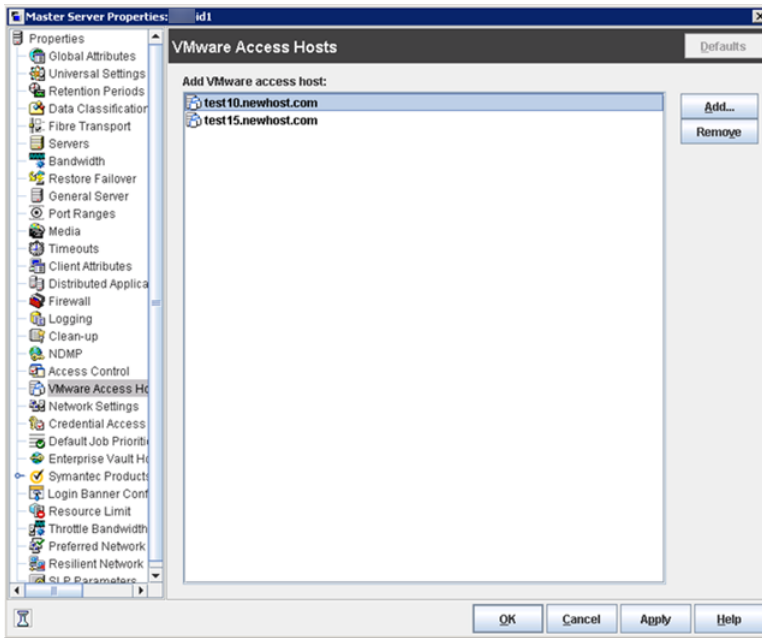 Master Server Properties: id1
Properties
Global Attributes
Universal Settings
Retention Periods
Data Classification
Fibre Transport
Servers
Bandwidth
Restore Failover
General Server
Port Ranges
Media
Timeouts
Client Attributes
Distributed Applica
Firewall
Logging
Clean-up
NDMP
Access Control
VMware Access Ho
Network Settings
Credential Access
Default Job Prioriti
Enterprise Vault Ho
Symantec Products
Login Banner Conf
Resource Limit
Throttle Bandwidth
Preferred Network
Resilient Network
SLP Parameters
VMware Access Hosts
Defaults
Add VMware access host:
test10.newhost.com
test15.newhost.com
Add...
Remove
OK
Cancel
Apply
Help